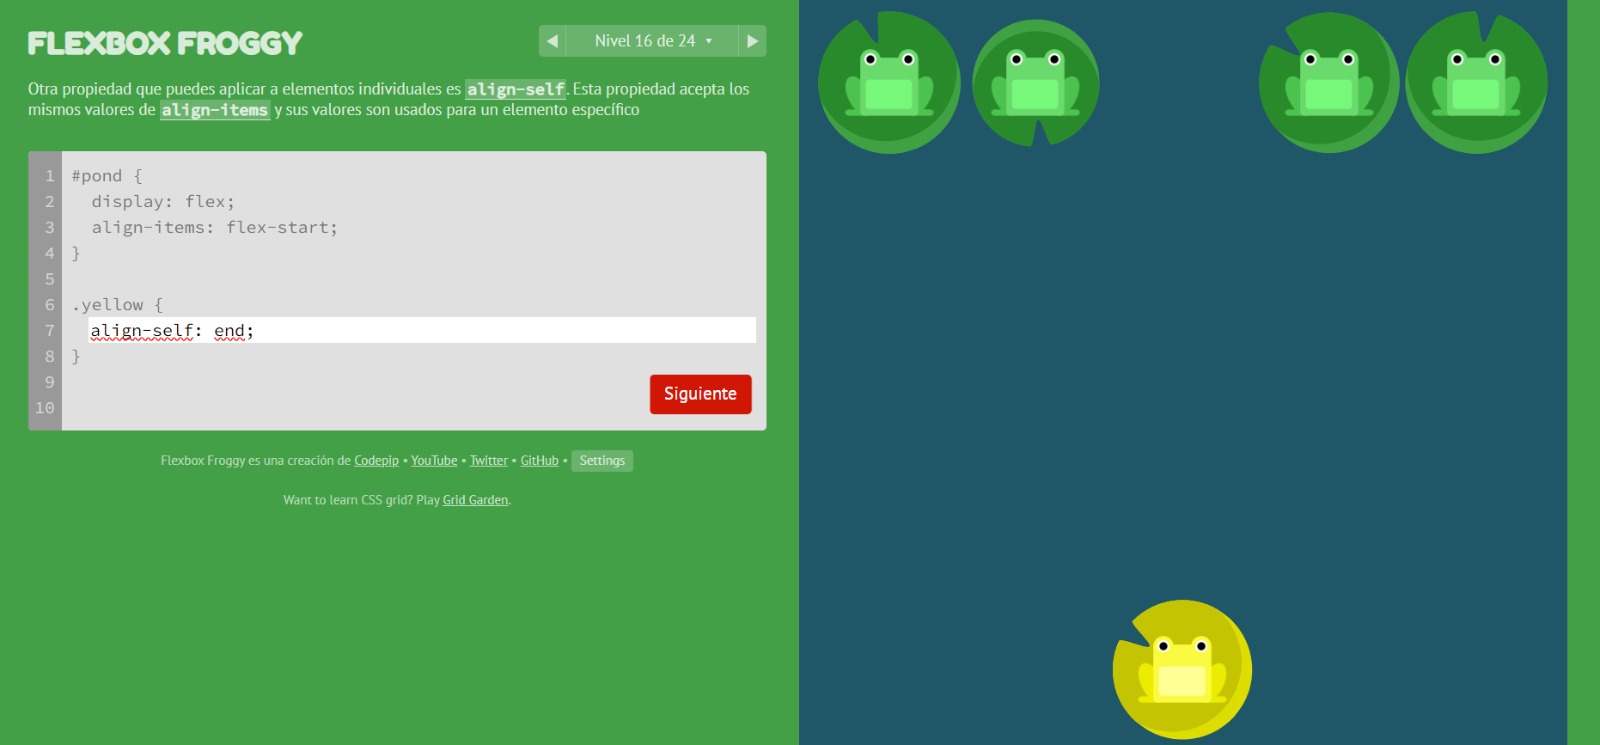 FLEXBOX FROGGY
◀ Nivel 16 de 24 ▾ ▶
Otra propiedad que puedes aplicar a elementos individuales es align-self. Esta propiedad acepta los
mismos valores de align-items y sus valores son usados para un elemento específico
1 #pond {
2   display: flex;
3   align-items: flex-start;
4 }
5
6 .yellow {
7   align-self: end;
8 }
9
10
Siguiente
Flexbox Froggy es una creación de Codepip • YouTube • Twitter • GitHub • Settings
Want to learn CSS grid? Play Grid Garden.